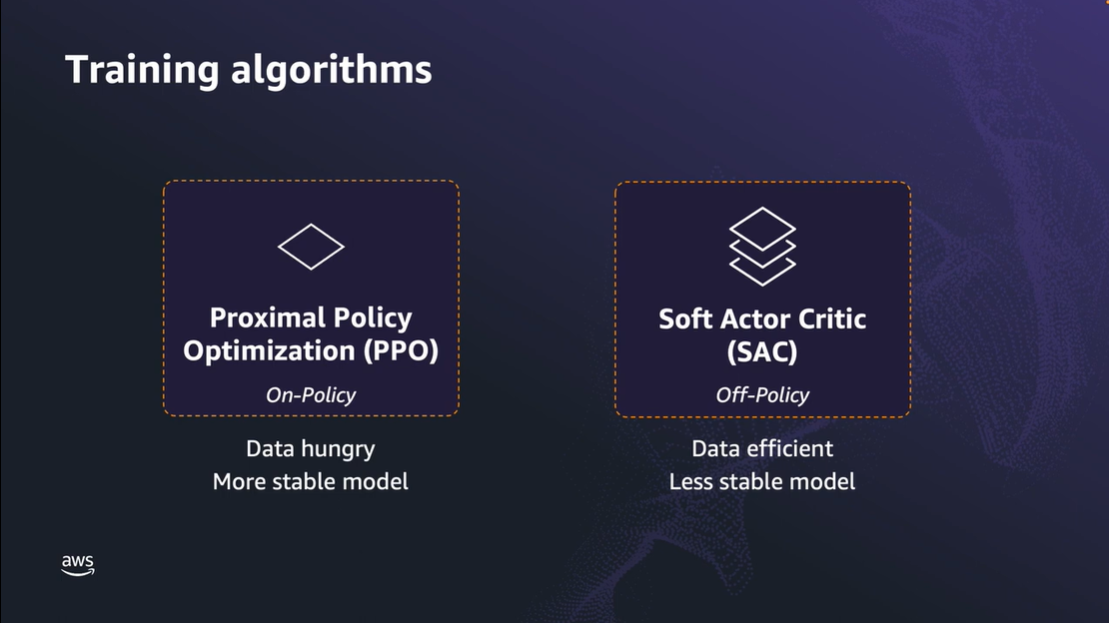 Training algorithms
Proximal Policy
Optimization (PPO)
On-Policy
Data hungry
More stable model
Soft Actor Critic
(SAC)
Off-Policy
Data efficient
Less stable model
aws